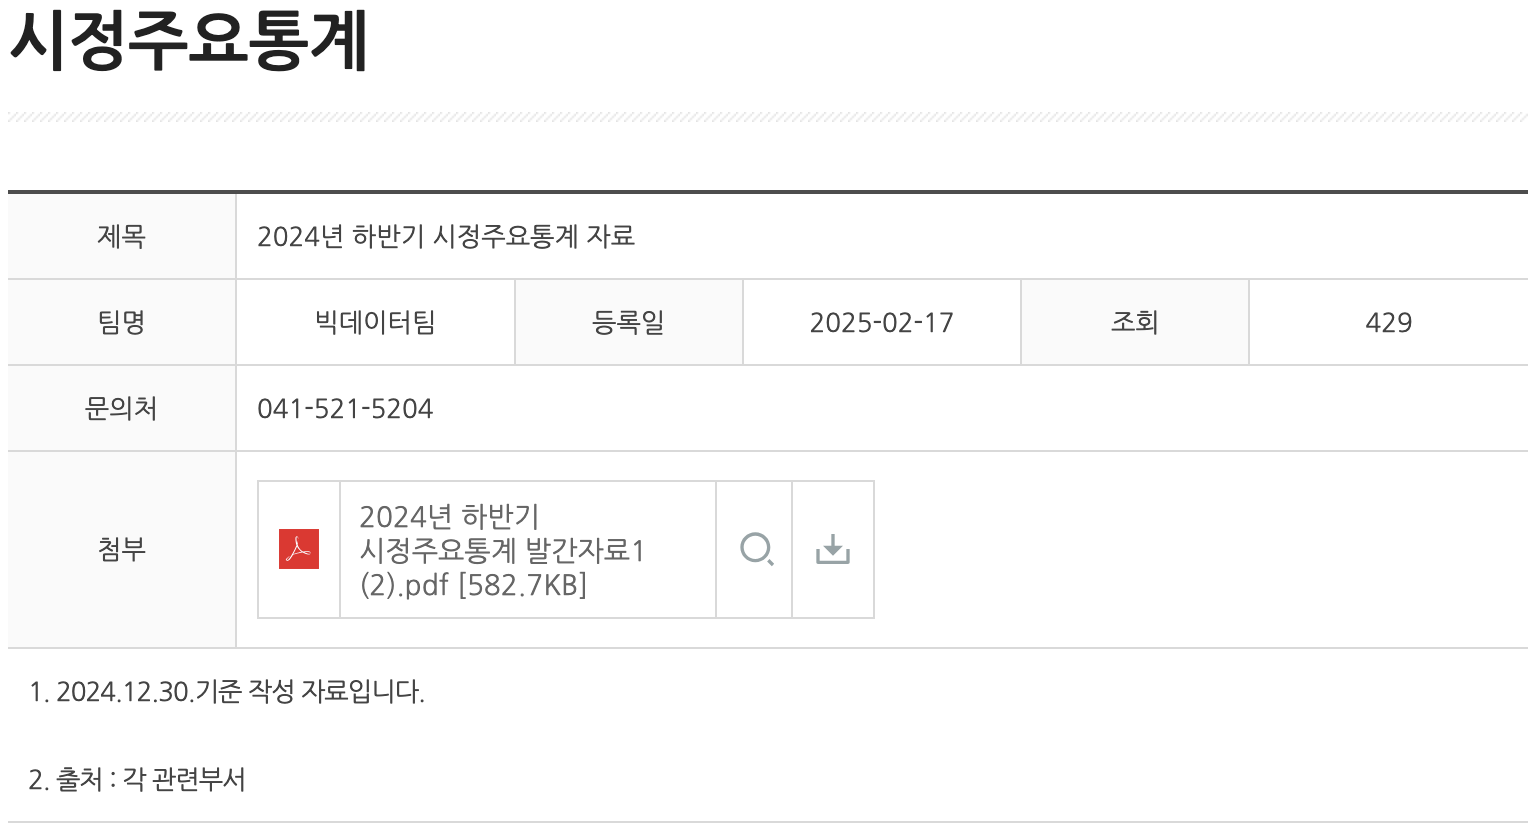 시정주요통계
제목 2024년 하반기 시정주요통계 자료
팀명 빅데이터팀 등록일 2025-02-17 조회 429
문의처 041-521-5204
첨부
2024년 하반기
시정주요통계 발간자료1
(2).pdf [582.7KB]
1. 2024.12.30.기준 작성 자료입니다.
2. 출처 : 각 관련부서